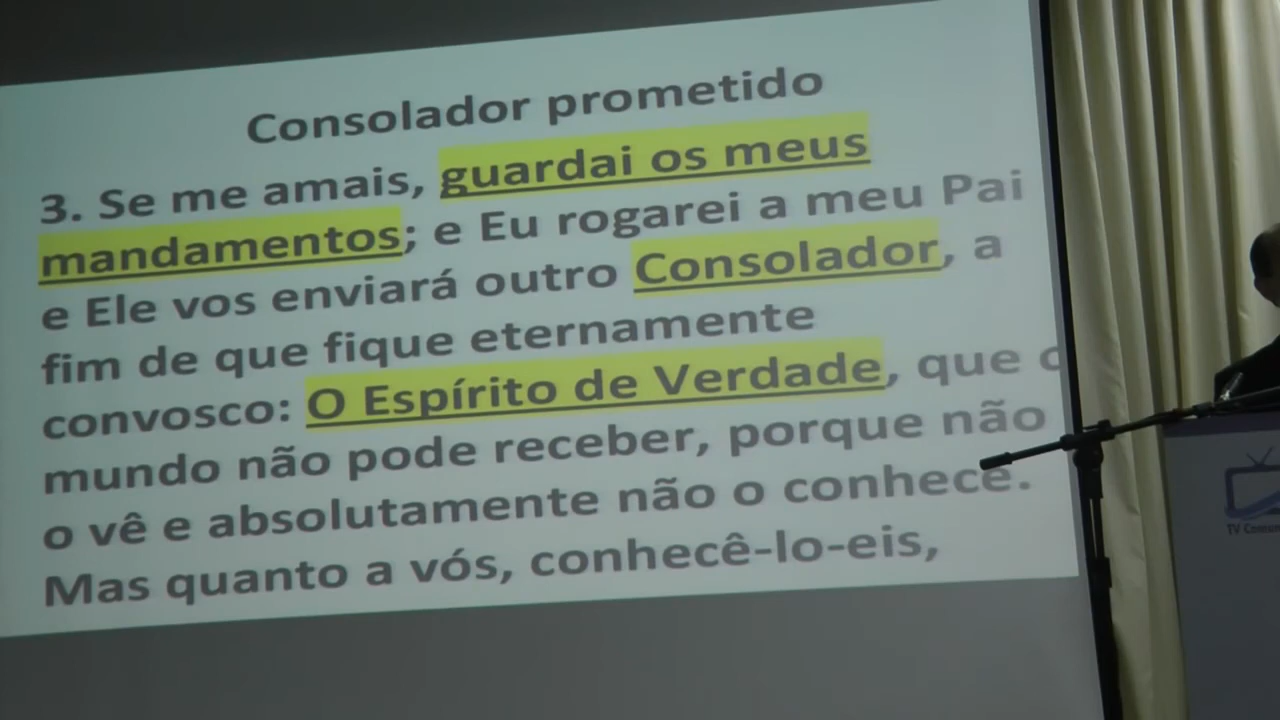 Consolador prometido
3. Se me amais, guardai os meus
mandamentos; e Eu rogarei a meu Pai
e Ele vos enviará outro Consolador, a
fim de que fique eternamente
convosco: O Espírito de Verdade, que o
mundo não pode receber, porque não
o vê e absolutamente não o conhece.
Mas quanto a vós, conhecê-lo-eis,
TV